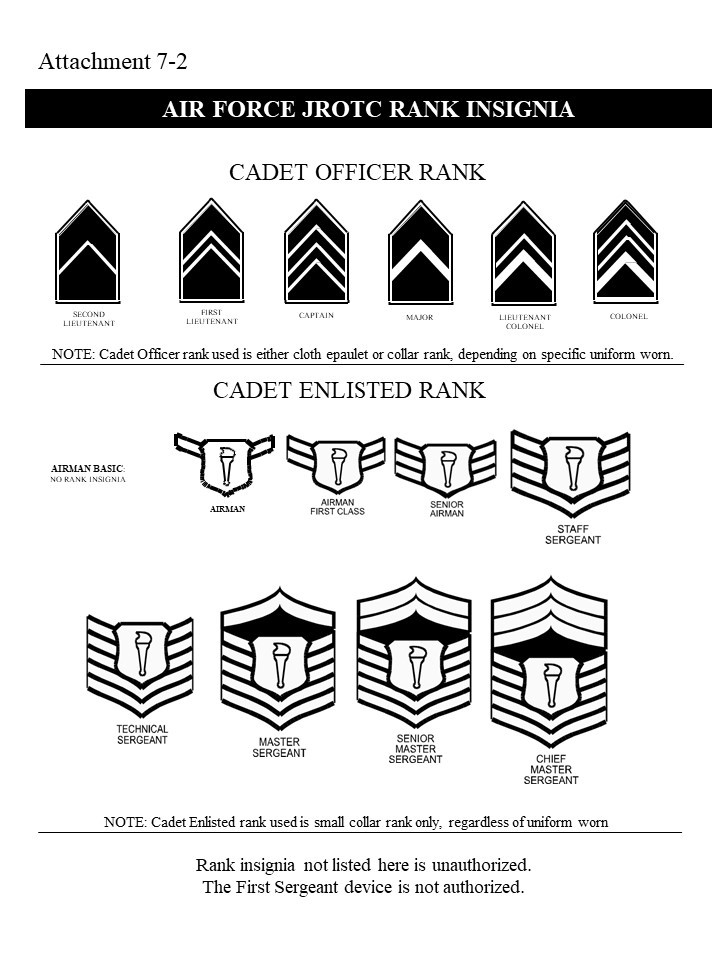 Attachment 7-2
AIR FORCE JROTC RANK INSIGNIA
CADET OFFICER RANK
SECOND
LIEUTENANT
FIRST
LIEUTENANT
CAPTAIN
MAJOR
LIEUTENANT
COLONEL
COLONEL
NOTE: Cadet Officer rank used is either cloth epaulet or collar rank, depending on specific uniform worn.
CADET ENLISTED RANK
AIRMAN BASIC:
NO RANK INSIGNIA
AIRMAN
AIRMAN
FIRST CLASS
SENIOR
AIRMAN
STAFF
SERGEANT
TECHNICAL
SERGEANT
MASTER
SERGEANT
SENIOR
MASTER
SERGEANT
CHIEF
MASTER
SERGEANT
NOTE: Cadet Enlisted rank used is small collar rank only, regardless of uniform worn
Rank insignia not listed here is unauthorized.
The First Sergeant device is not authorized.